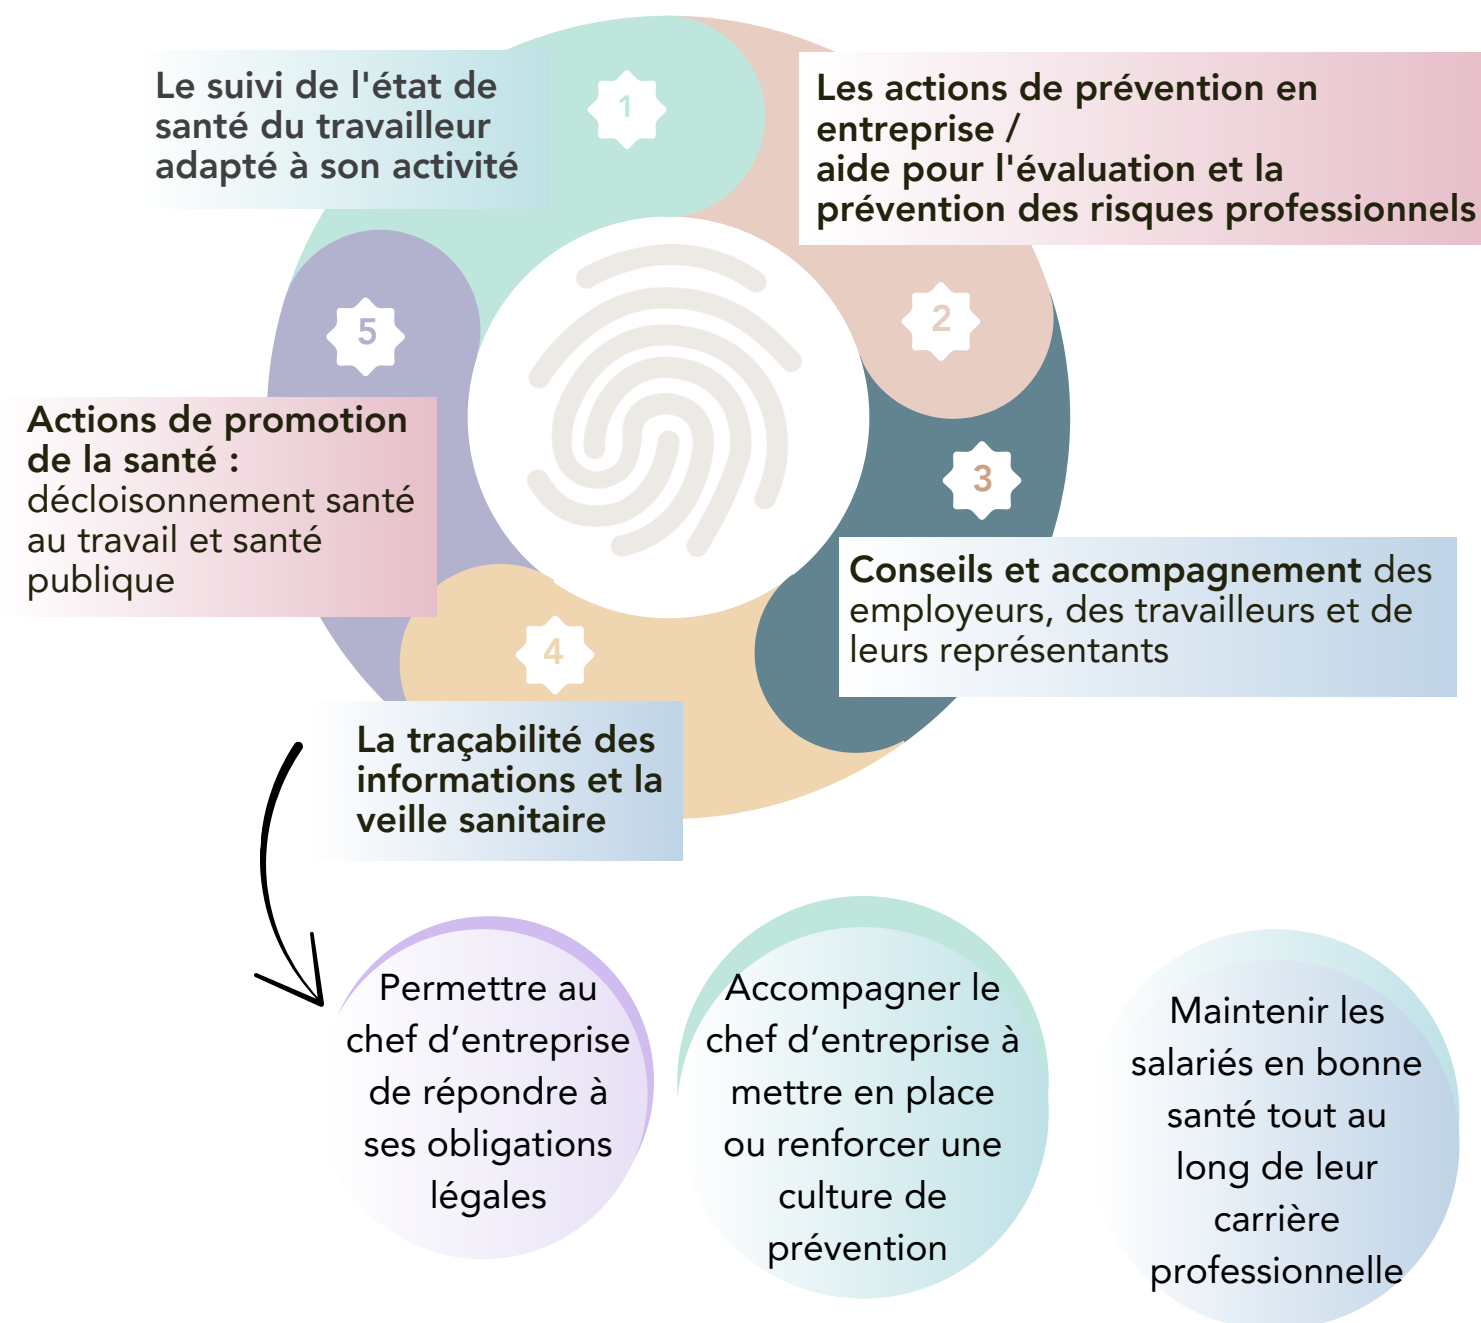 Le suivi de l'état de
santé du travailleur
adapté à son activité
1
Les actions de prévention en
entreprise /
aide pour l'évaluation et la
prévention des risques professionnels
2
3
Conseils et accompagnement des
employeurs, des travailleurs et de
leurs représentants
4
La traçabilité des
informations et la
veille sanitaire
5
Actions de promotion
de la santé :
décloisonnement santé
au travail et santé
publique
Permettre au
chef d’entreprise
de répondre à
ses obligations
légales
Accompagner le
chef d’entreprise à
mettre en place
ou renforcer une
culture de
prévention
Maintenir les
salariés en bonne
santé tout au
long de leur
carrière
professionnelle